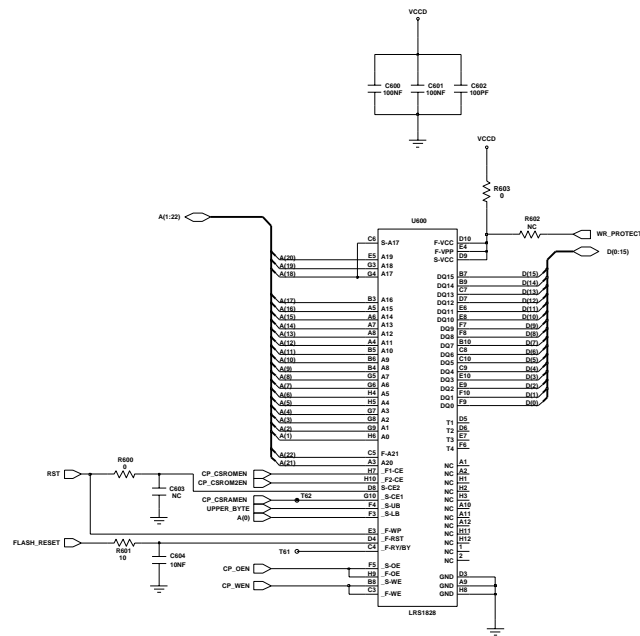 VCCD
C600
100NF
C601
100NF
C602
100PF
VCCD
R603
0
R602
NC
WR_PROTECT
A(1:22)
D(0:15)
U600
C6 S-A17
D10 F-VCC
E4 F-VPP
D9 S-VCC
A(20) E5 A19
A(19) G3 A18
A(18) G4 A17
A(17) B3 A16
A(16) A5 A15
A(15) A6 A14
A(14) A7 A13
A(13) A8 A12
A(12) A4 A11
A(11) B5 A10
A(10) B6 A9
A(9) B4 A8
A(8) G5 A7
A(7) G6 A6
A(6) H4 A5
A(5) H5 A4
A(4) G7 A3
A(3) G8 A2
A(2) G9 A1
A(1) H6 A0
A(22) C5 F-A21
A(21) A3 A20
DQ15 B7 D(15)
DQ14 B9 D(14)
DQ13 C7 D(13)
DQ12 D7 D(12)
DQ11 E6 D(11)
DQ10 E8 D(10)
DQ9 F7 D(9)
DQ8 F8 D(8)
DQ7 B10 D(7)
DQ6 C8 D(6)
DQ5 C10 D(5)
DQ4 C9 D(4)
DQ3 E10 D(3)
DQ2 E9 D(2)
DQ1 F10 D(1)
DQ0 F9 D(0)
T1 D5
T2 D6
T3 E7
T4 F6
NC A1
NC A2
NC H1
NC H2
NC H3
NC A10
NC A11
NC A12
NC H11
NC H12
NC 1
NC 2
GND D3
GND A9
GND H8
RST
R600
0
C603
NC
CP_CSROMEN H7 _F1-CE
CP_CSROM2EN H10 _F2-CE
D8 S-CE2
CP_CSRAMEN T62 G10 _S-CE1
UPPER_BYTE F4 _S-UB
A(0) F3 _S-LB
E3 _F-WP
FLASH_RESET
R601
10
D4 _F-RST
C604
10NF
T61 C4 _F-RY/BY
CP_OEN F5 _S-OE
H9 _F-OE
CP_WEN B8 _S-WE
C3 _F-WE
LRS1828